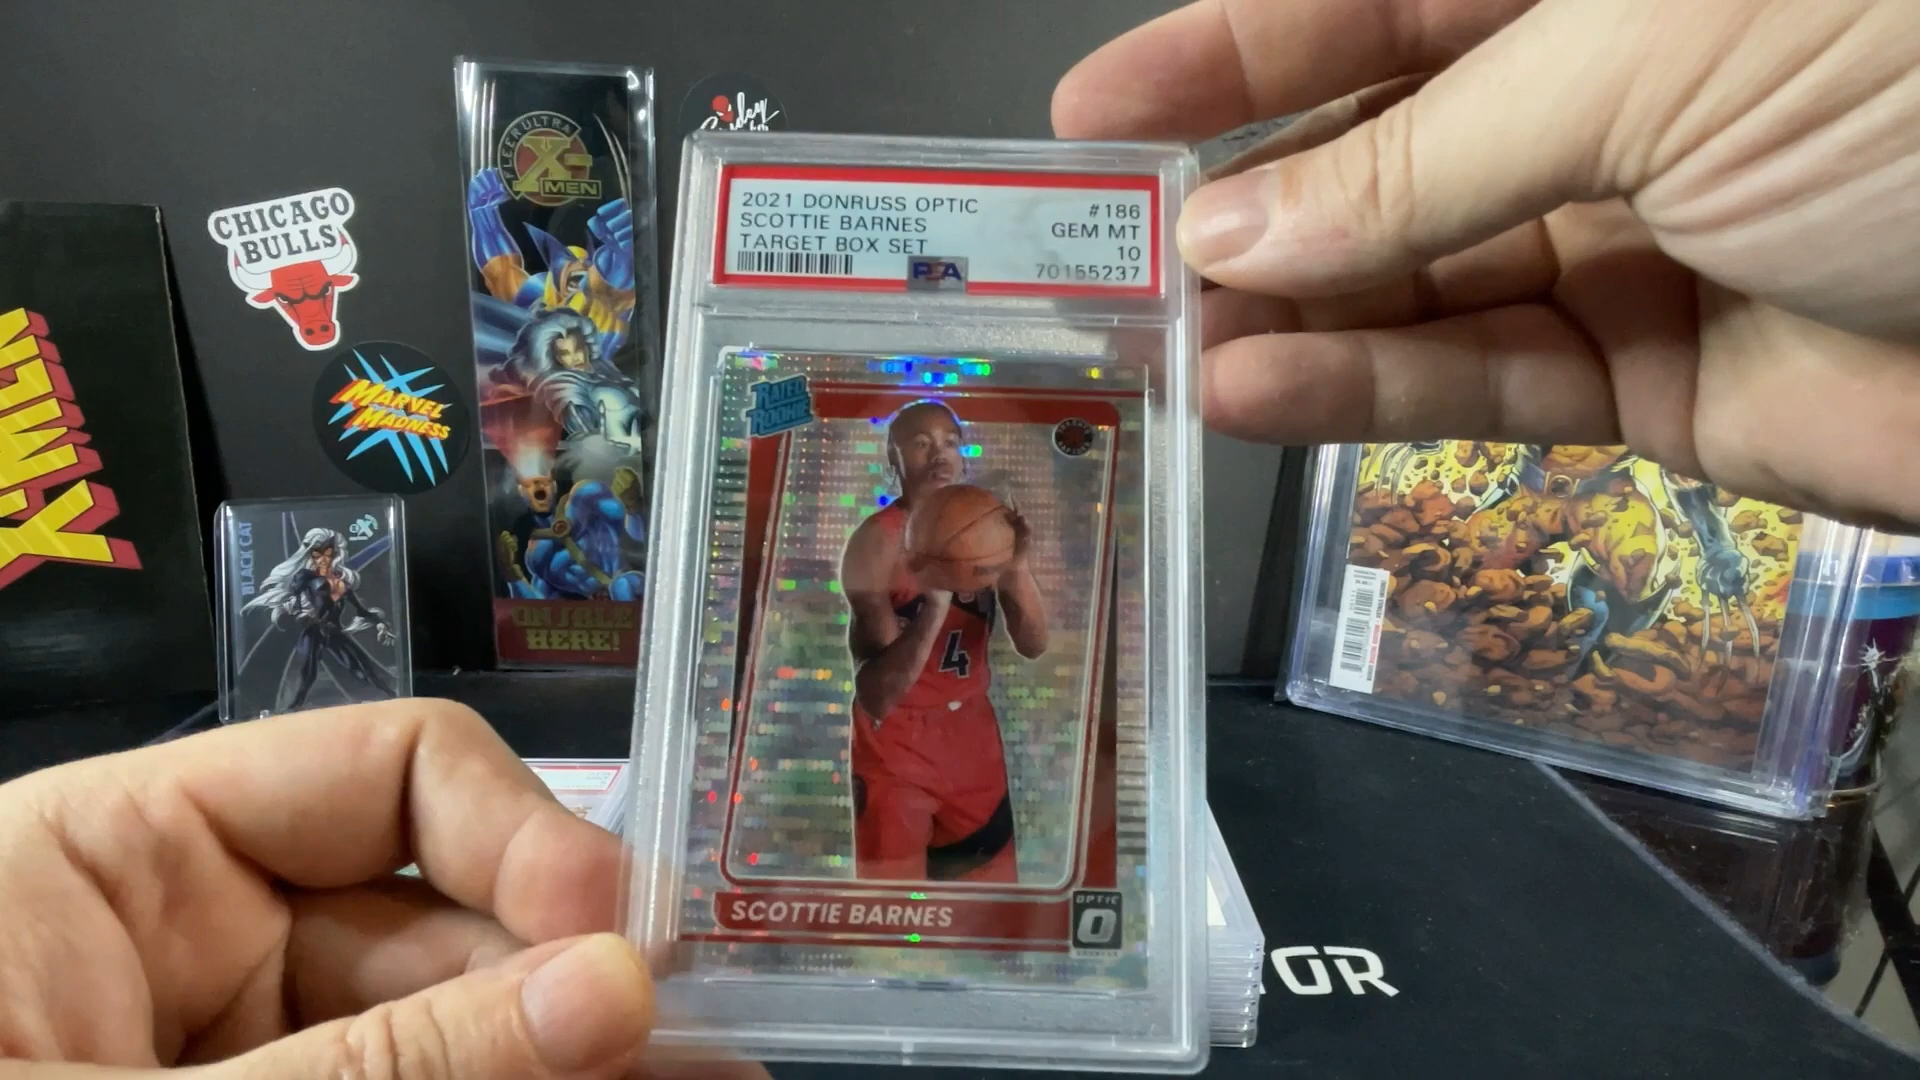 2021 DONRUSS OPTIC
SCOTTIE BARNES
TARGET BOX SET
#186
GEM MT
10
70155237
PSA
RATED
ROOKIE
4
SCOTTIE BARNES
OPTIC
O
CHICAGO
BULLS
FLEER ULTRA
X-MEN
ON SALE
HERE!
MARVEL
MADNESS
BLACK CAT
X-MEN